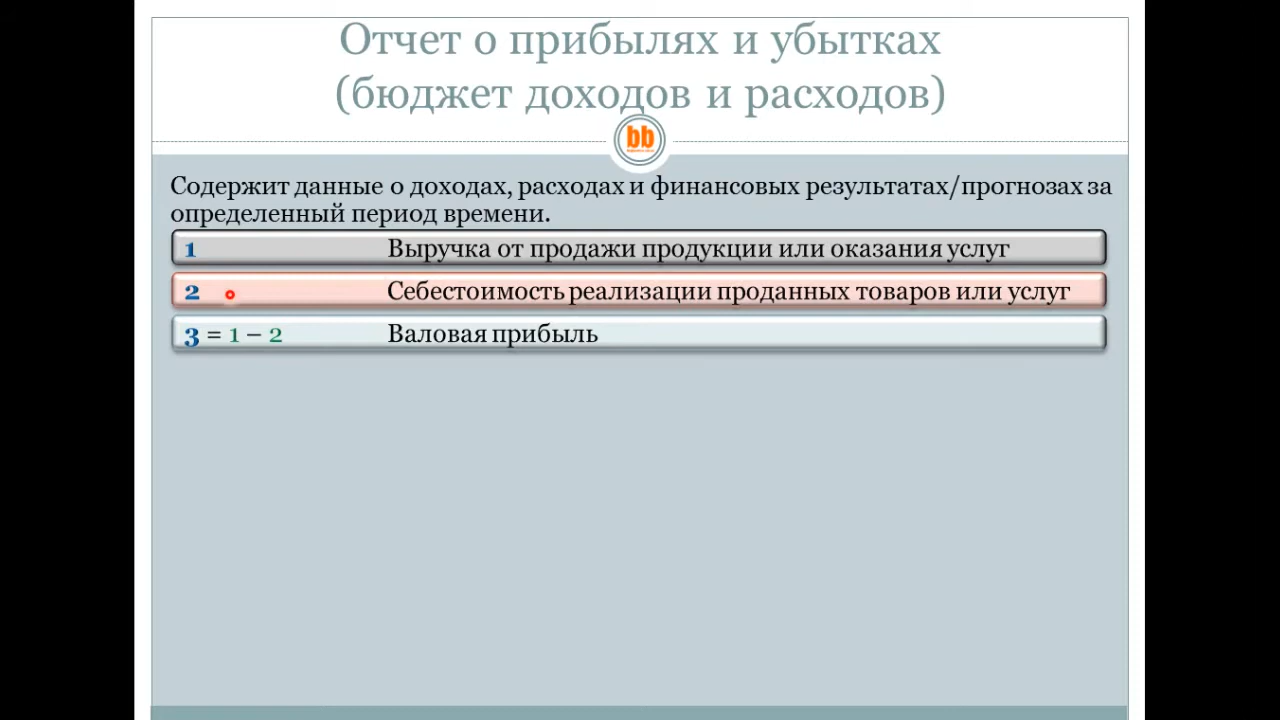 Отчет о прибылях и убытках
(бюджет доходов и расходов)
bb
Содержит данные о доходах, расходах и финансовых результатах/прогнозах за
определенный период времени.
1 Выручка от продажи продукции или оказания услуг
2 Себестоимость реализации проданных товаров или услуг
3 = 1 – 2 Валовая прибыль